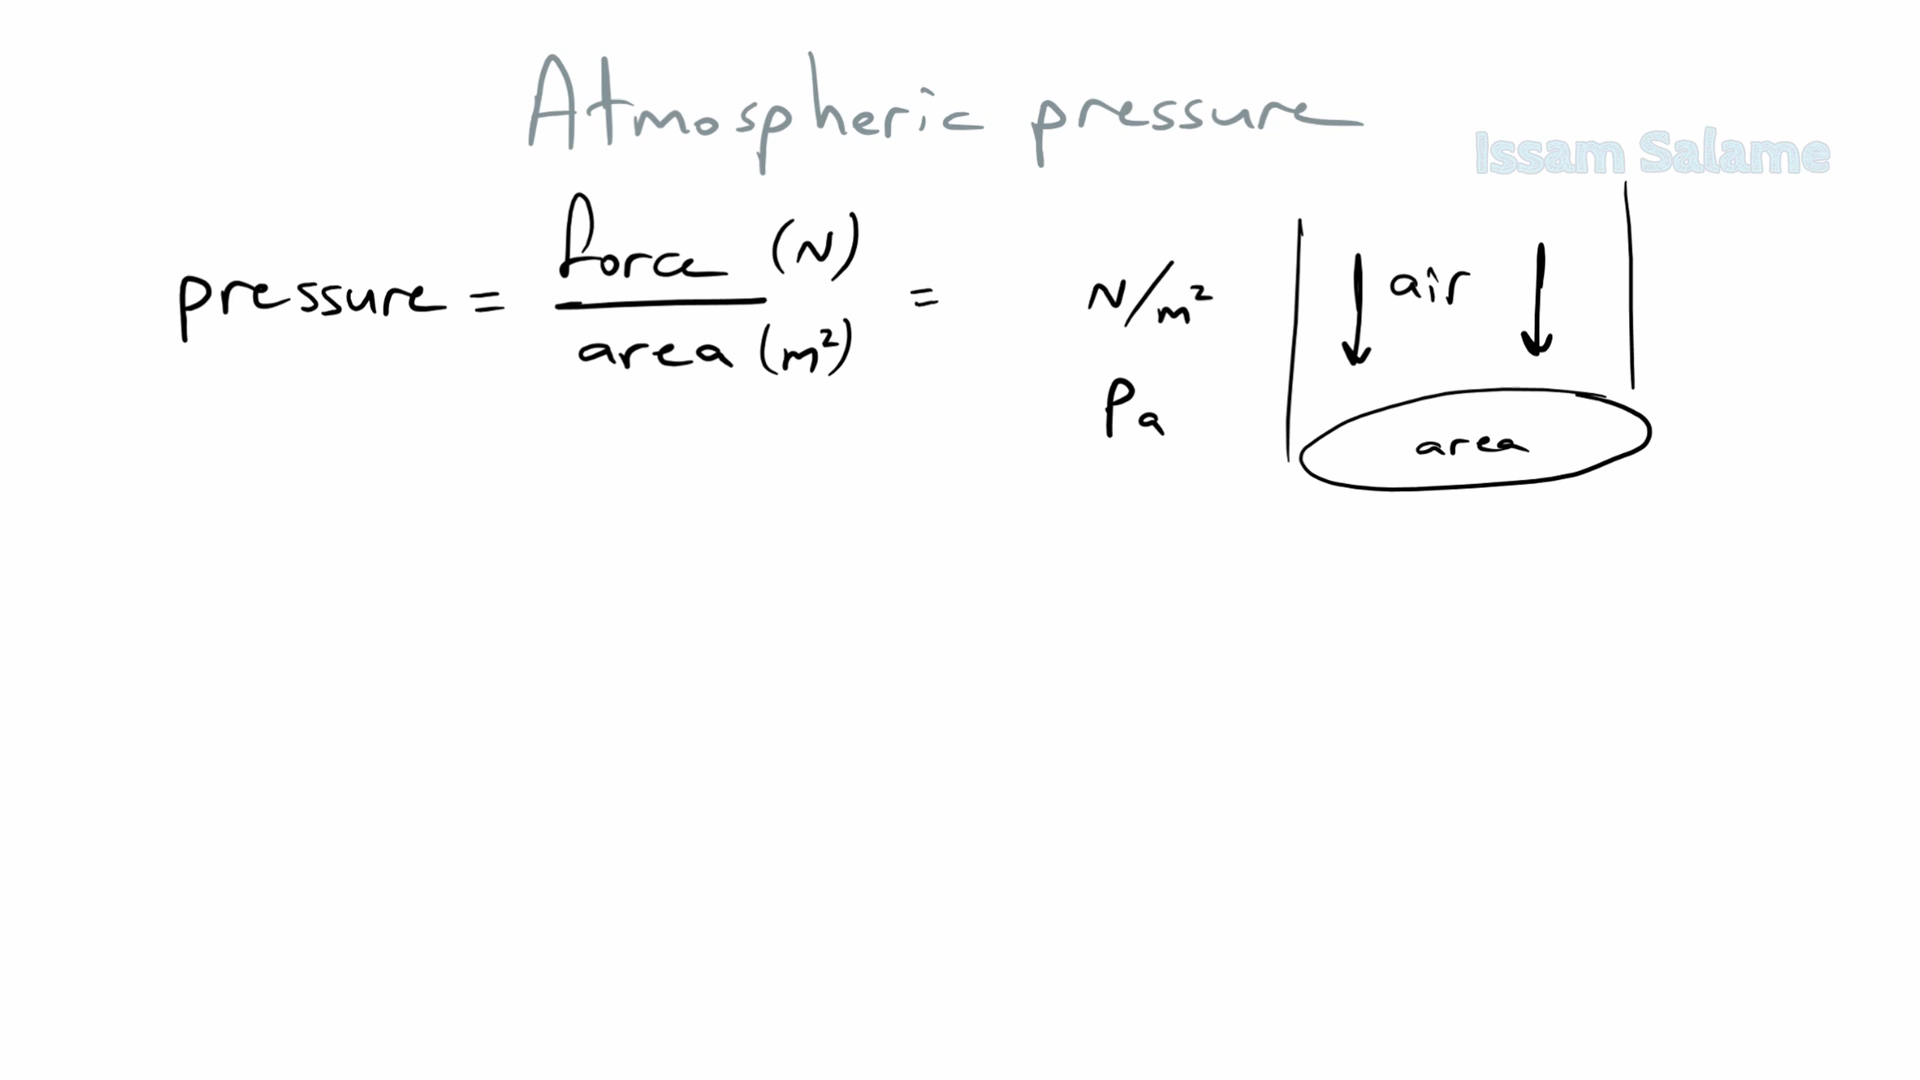 Atmospheric pressure
Issam Salame
pressure = force (N) / area (m²) = N/m²
Pa
air
area